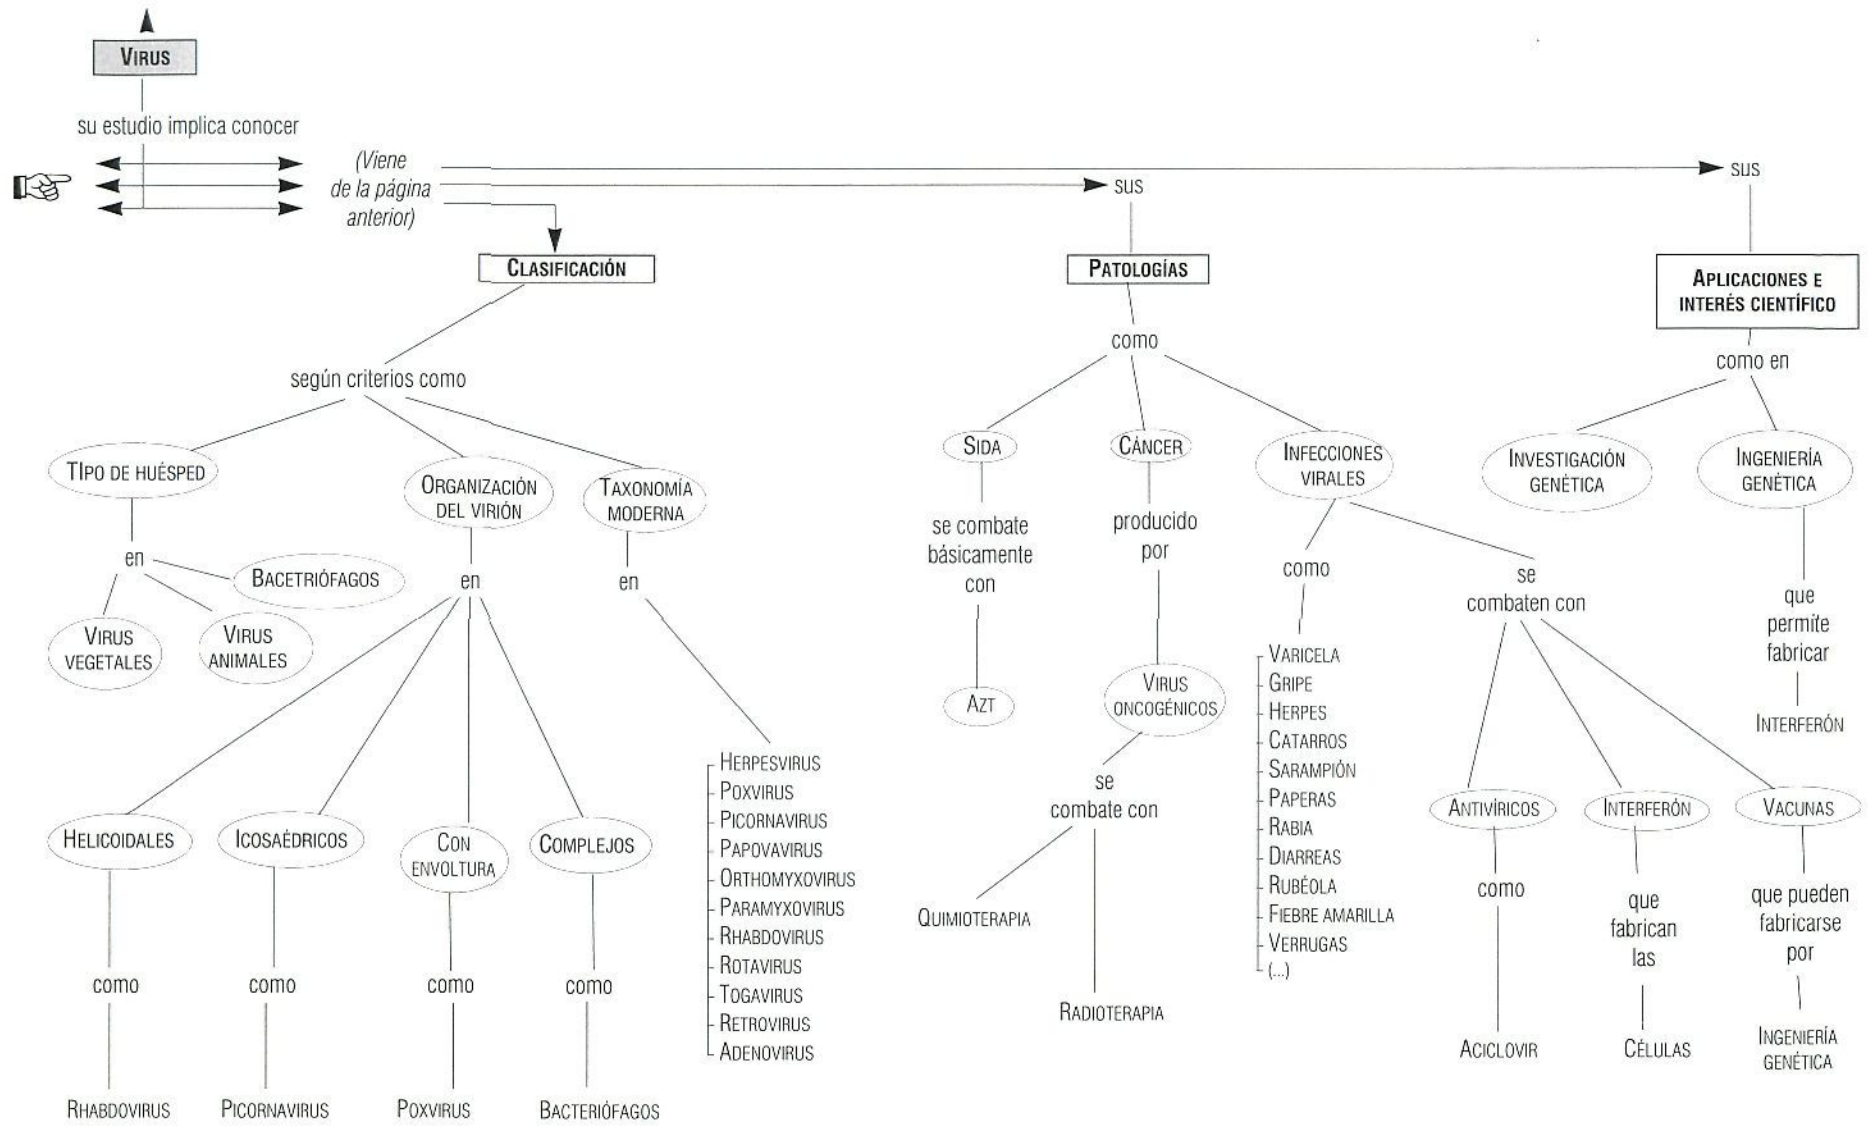 VIRUS
su estudio implica conocer
(Viene
de la página
anterior)
sus
sus
CLASIFICACIÓN
PATOLOGÍAS
APLICACIONES E
INTERÉS CIENTÍFICO
según criterios como
como
como en
TIPO DE HUÉSPED
ORGANIZACIÓN
DEL VIRIÓN
TAXONOMÍA
MODERNA
en
BACETRIÓFAGOS
VIRUS
VEGETALES
VIRUS
ANIMALES
en
en
HELICOIDALES
ICOSAÉDRICOS
CON
ENVOLTURA
COMPLEJOS
como
como
como
como
RHABDOVIRUS
PICORNAVIRUS
POXVIRUS
BACTERIÓFAGOS
HERPESVIRUS
POXVIRUS
PICORNAVIRUS
PAPOVAVIRUS
ORTHOMYXOVIRUS
PARAMYXOVIRUS
RHABDOVIRUS
ROTAVIRUS
TOGAVIRUS
RETROVIRUS
ADENOVIRUS
SIDA
CÁNCER
INFECCIONES
VIRALES
se combate
básicamente
con
AZT
producido
por
VIRUS
ONCOGÉNICOS
se
combate con
QUIMIOTERAPIA
RADIOTERAPIA
como
VARICELA
GRIPE
HERPES
CATARROS
SARAMPIÓN
PAPERAS
RABIA
DIARREAS
RUBÉOLA
FIEBRE AMARILLA
VERRUGAS
(...)
se
combaten con
ANTIVÍRICOS
INTERFERÓN
VACUNAS
como
ACICLOVIR
que
fabrican
las
CÉLULAS
que pueden
fabricarse
por
INGENIERÍA
GENÉTICA
INVESTIGACIÓN
GENÉTICA
INGENIERÍA
GENÉTICA
que
permite
fabricar
INTERFERÓN